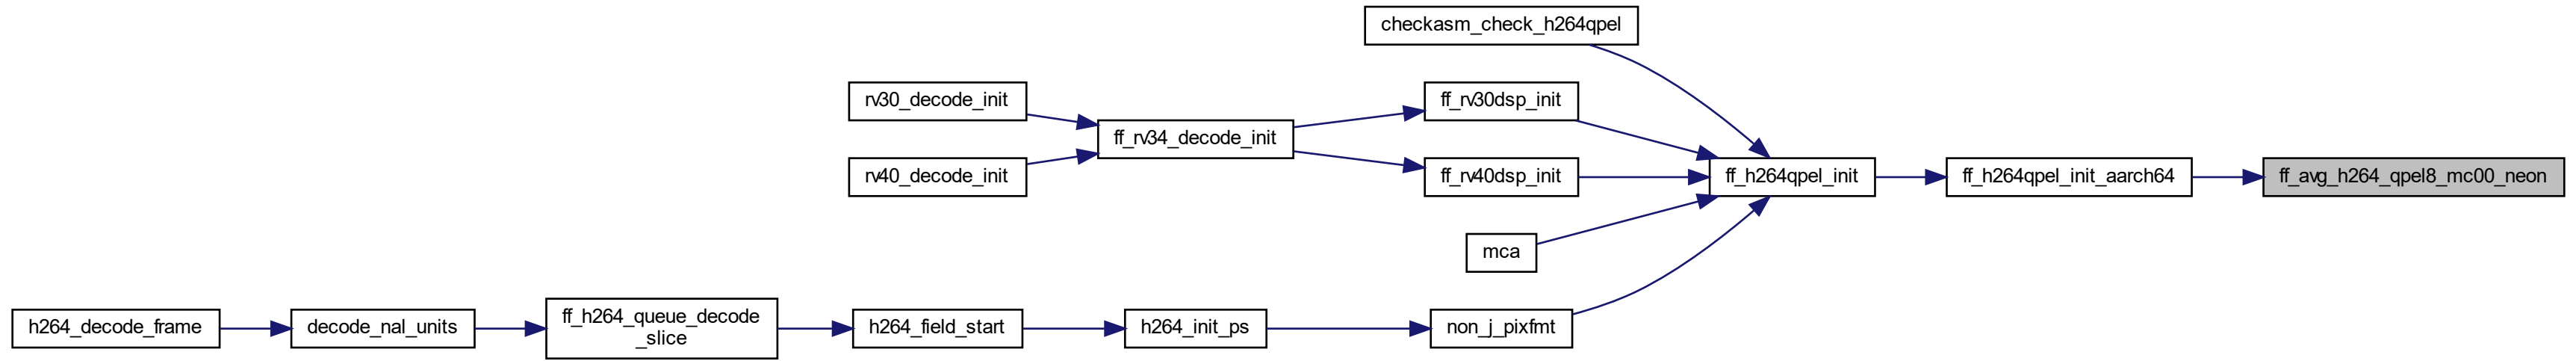 checkasm_check_h264qpel
rv30_decode_init
ff_rv30dsp_init
ff_rv34_decode_init
rv40_decode_init
ff_rv40dsp_init
ff_h264qpel_init
ff_h264qpel_init_aarch64
ff_avg_h264_qpel8_mc00_neon
mca
h264_decode_frame
decode_nal_units
ff_h264_queue_decode
_slice
h264_field_start
h264_init_ps
non_j_pixfmt